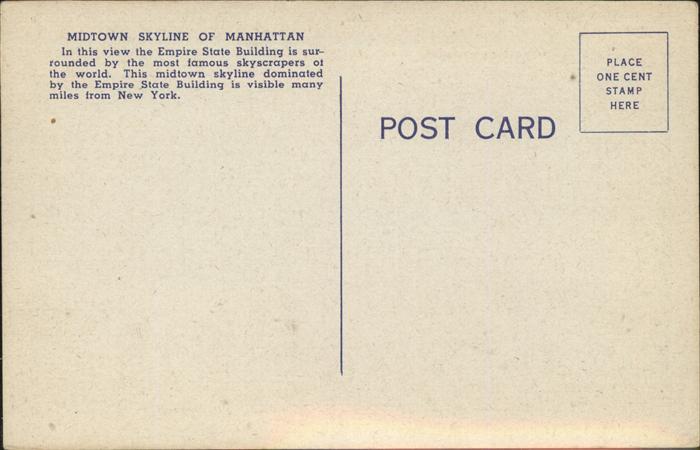 MIDTOWN SKYLINE OF MANHATTAN
In this view the Empire State Building is sur-
rounded by the most famous skyscrapers of
the world. This midtown skyline dominated
by the Empire State Building is visible many
miles from New York.
POST CARD
PLACE
ONE CENT
STAMP
HERE